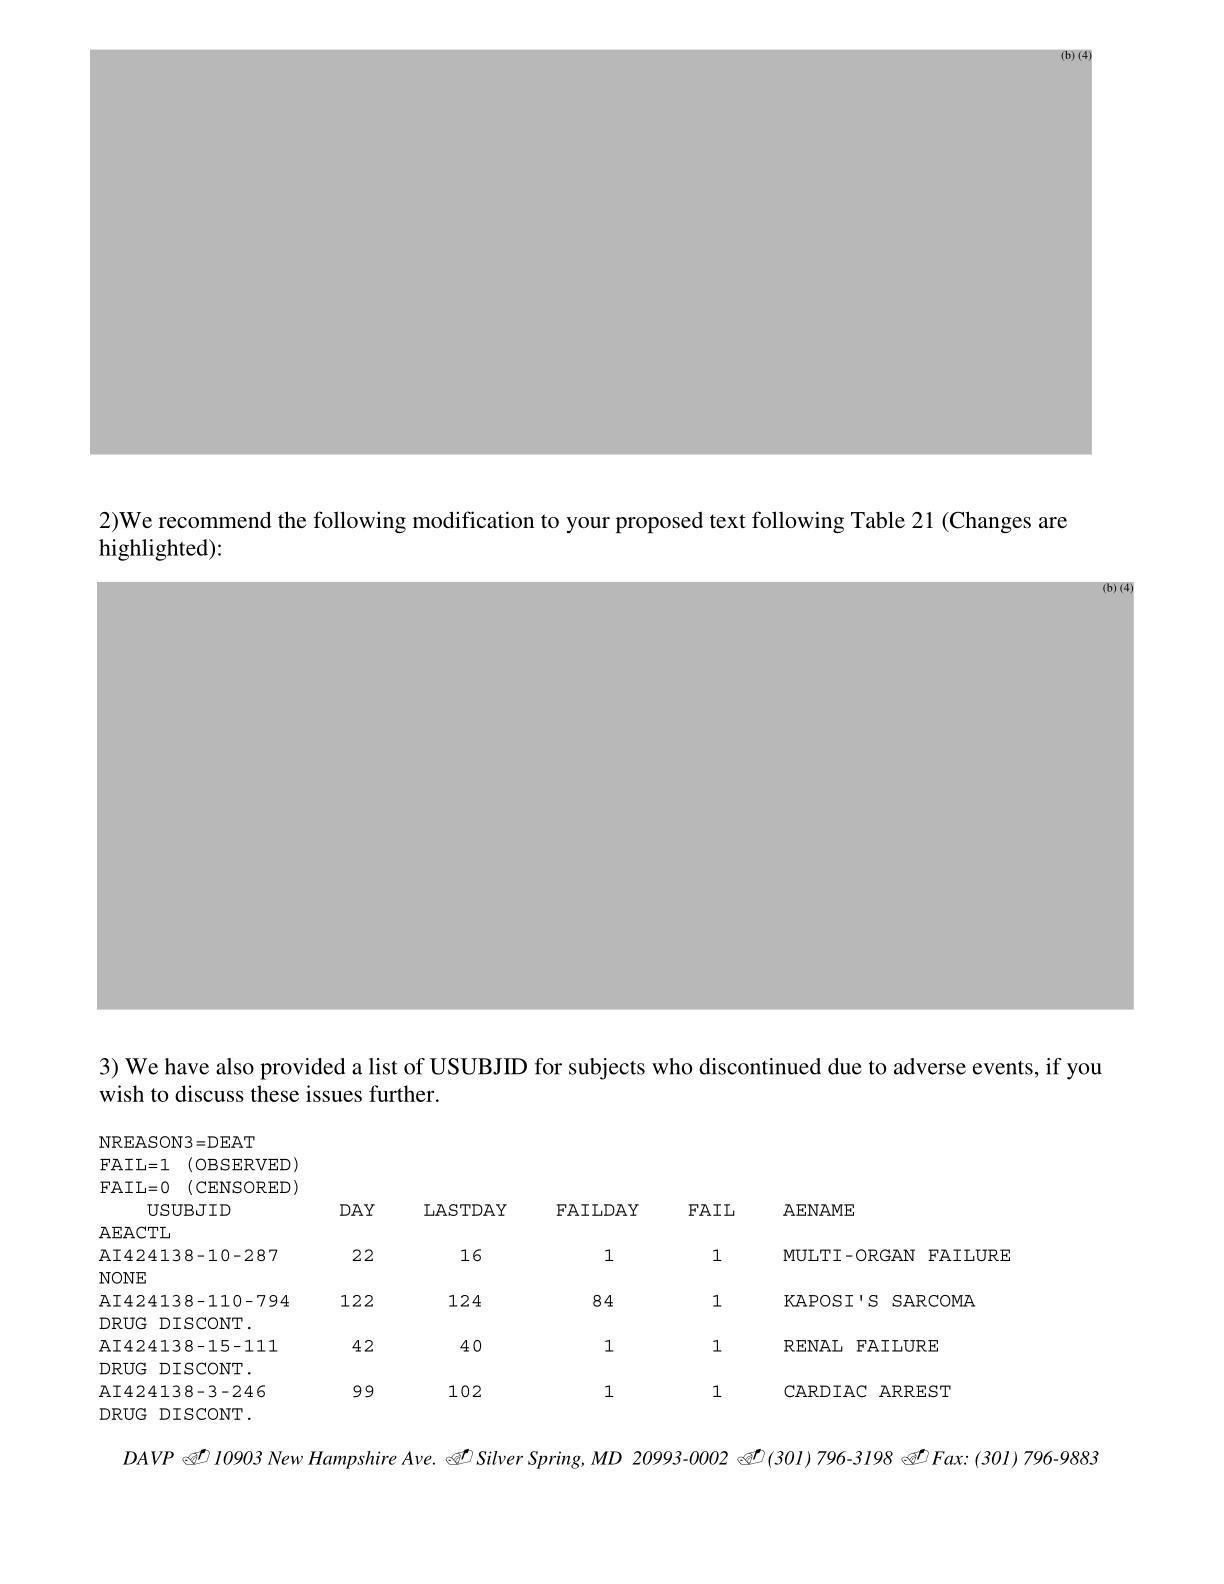 (b) (4)
2)We recommend the following modification to your proposed text following Table 21 (Changes are
highlighted):
(b) (4)
3) We have also provided a list of USUBJID for subjects who discontinued due to adverse events, if you
wish to discuss these issues further.
NREASON3=DEAT
FAIL=1 (OBSERVED)
FAIL=0 (CENSORED)
USUBJID DAY LASTDAY FAILDAY FAIL AENAME
AEACTL
AI424138-10-287 22 16 1 1 MULTI-ORGAN FAILURE
NONE
AI424138-110-794 122 124 84 1 KAPOSI'S SARCOMA
DRUG DISCONT.
AI424138-15-111 42 40 1 1 RENAL FAILURE
DRUG DISCONT.
AI424138-3-246 99 102 1 1 CARDIAC ARREST
DRUG DISCONT.
DAVP 10903 New Hampshire Ave. Silver Spring, MD 20993-0002 (301) 796-3198 Fax: (301) 796-9883